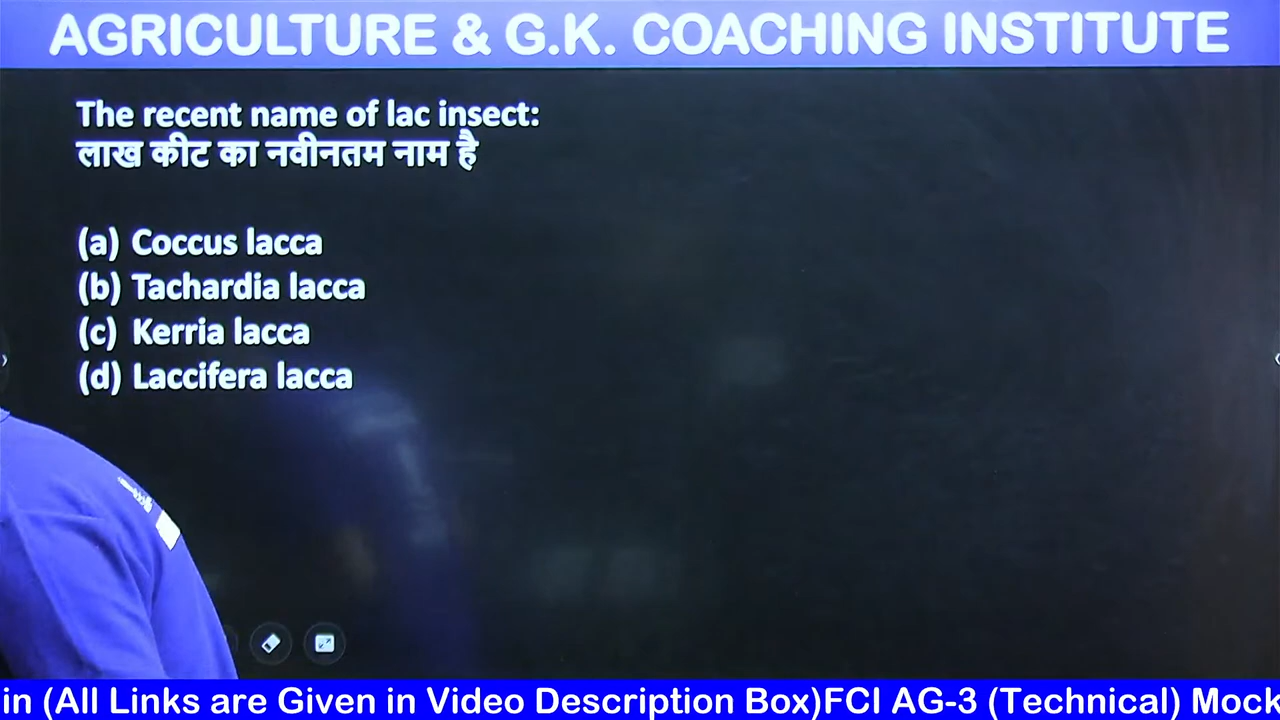 AGRICULTURE & G.K. COACHING INSTITUTE
The recent name of lac insect:
लाख कीट का नवीनतम नाम है
(a) Coccus lacca
(b) Tachardia lacca
(c) Kerria lacca
(d) Laccifera lacca
in (All Links are Given in Video Description Box)FCI AG-3 (Technical) Mock